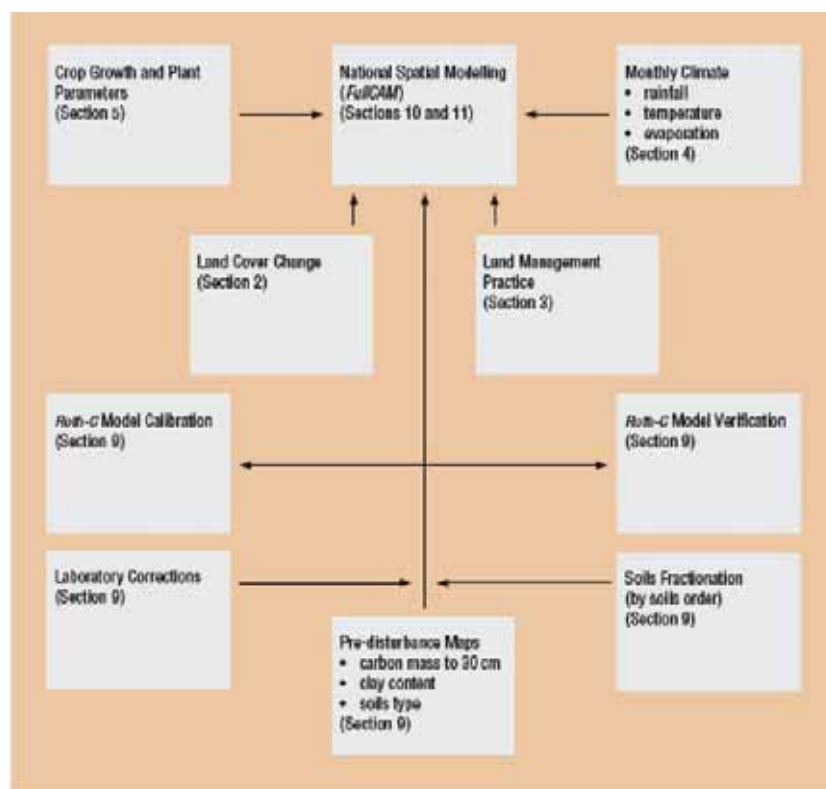 Crop Growth and Plant
Parameters
(Section 5)
National Spatial Modelling
(FullCAM)
(Sections 10 and 11)
Monthly Climate
• rainfall
• temperature
• evaporation
(Section 4)
Land Cover Change
(Section 2)
Land Management
Practice
(Section 3)
Roth-C Model Calibration
(Section 9)
Roth-C Model Verification
(Section 9)
Laboratory Corrections
(Section 9)
Soils Fractionation
(by soils order)
(Section 9)
Pre-disturbance Maps
• carbon mass to 30 cm
• clay content
• soils type
(Section 9)